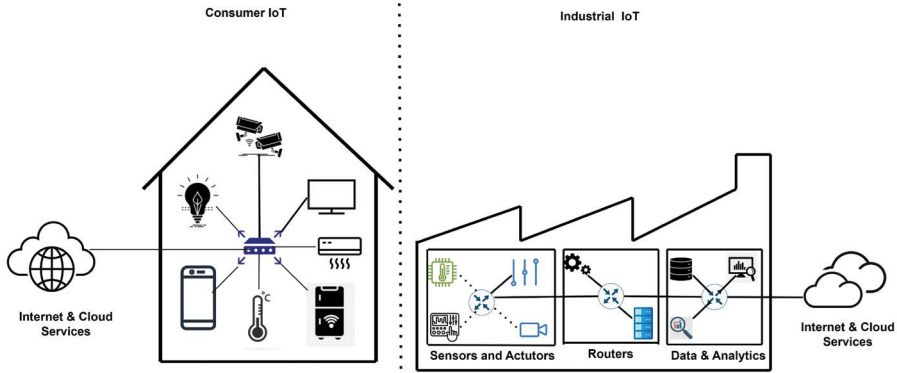 Consumer IoT
Industrial IoT
°C
Internet & Cloud
Services
Sensors and Actutors
Routers
Data & Analytics
Internet & Cloud
Services